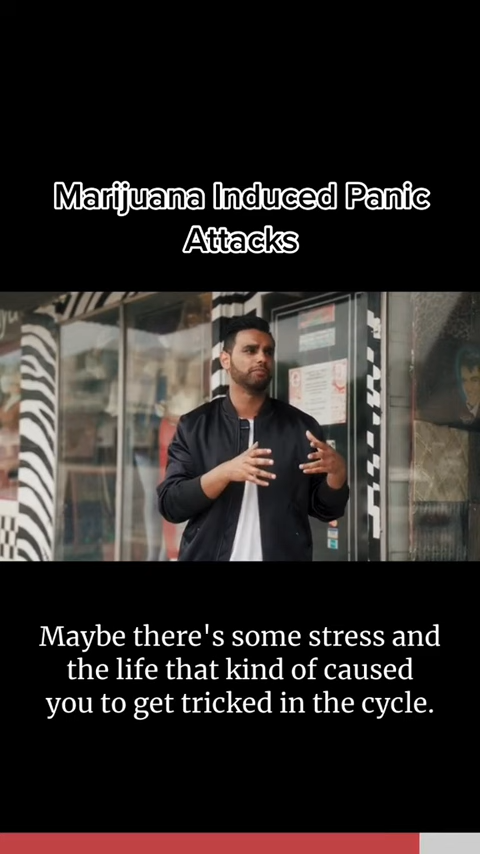 Marijuana Induced Panic
Attacks
Maybe there's some stress and
the life that kind of caused
you to get tricked in the cycle.